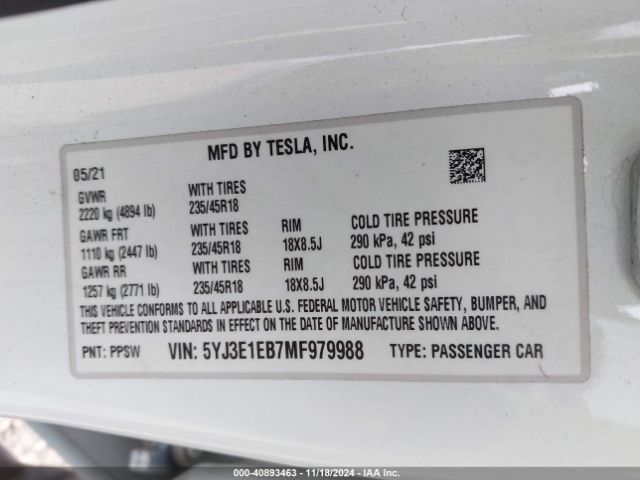 MFD BY TESLA, INC.
05/21
GVWR WITH TIRES
2220 kg (4894 lb) 235/45R18
GAWR FRT WITH TIRES RIM COLD TIRE PRESSURE
1110 kg (2447 lb) 235/45R18 18X8.5J 290 kPa, 42 psi
GAWR RR WITH TIRES RIM COLD TIRE PRESSURE
1257 kg (2771 lb) 235/45R18 18X8.5J 290 kPa, 42 psi
THIS VEHICLE CONFORMS TO ALL APPLICABLE U.S. FEDERAL MOTOR VEHICLE SAFETY, BUMPER, AND
THEFT PREVENTION STANDARDS IN EFFECT ON THE DATE OF MANUFACTURE SHOWN ABOVE.
PNT: PPSW VIN: 5YJ3E1EB7MF979988 TYPE: PASSENGER CAR
000-40893463 - 11/18/2024 - IAA Inc.